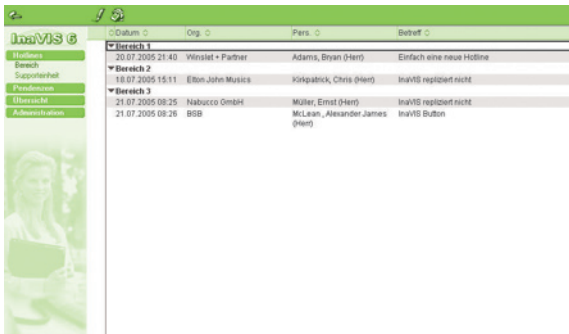 InaVIS 6
Hotlines
Bereich
Supporteinheit
Pendenzen
Übersicht
Administration
Datum Org. Pers. Betreff
Bereich 1
20.07.2005 21:40 Winslet + Partner Adams, Bryan (Herr) Einfach eine neue Hotline
Bereich 2
18.07.2005 15:11 Elton John Musics Kirkpatrick, Chris (Herr) InaVIS repliziert nicht
Bereich 3
21.07.2005 08:25 Nabucco GmbH Müller, Ernst (Herr) InaVIS repliziert nicht
21.07.2005 08:26 BSB McLean , Alexander James (Herr) InaVIS Button